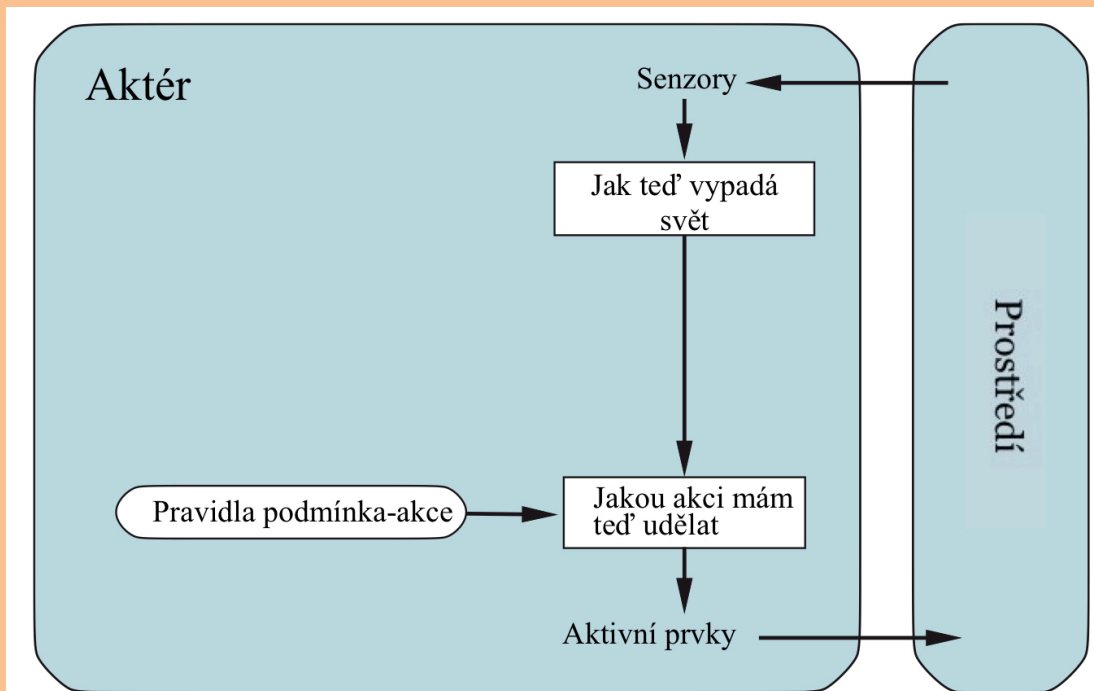 Aktér
Senzory
Jak teď vypadá
svět
Prostředí
Pravidla podmínka-akce
Jakou akci mám
teď udělat
Aktivní prvky